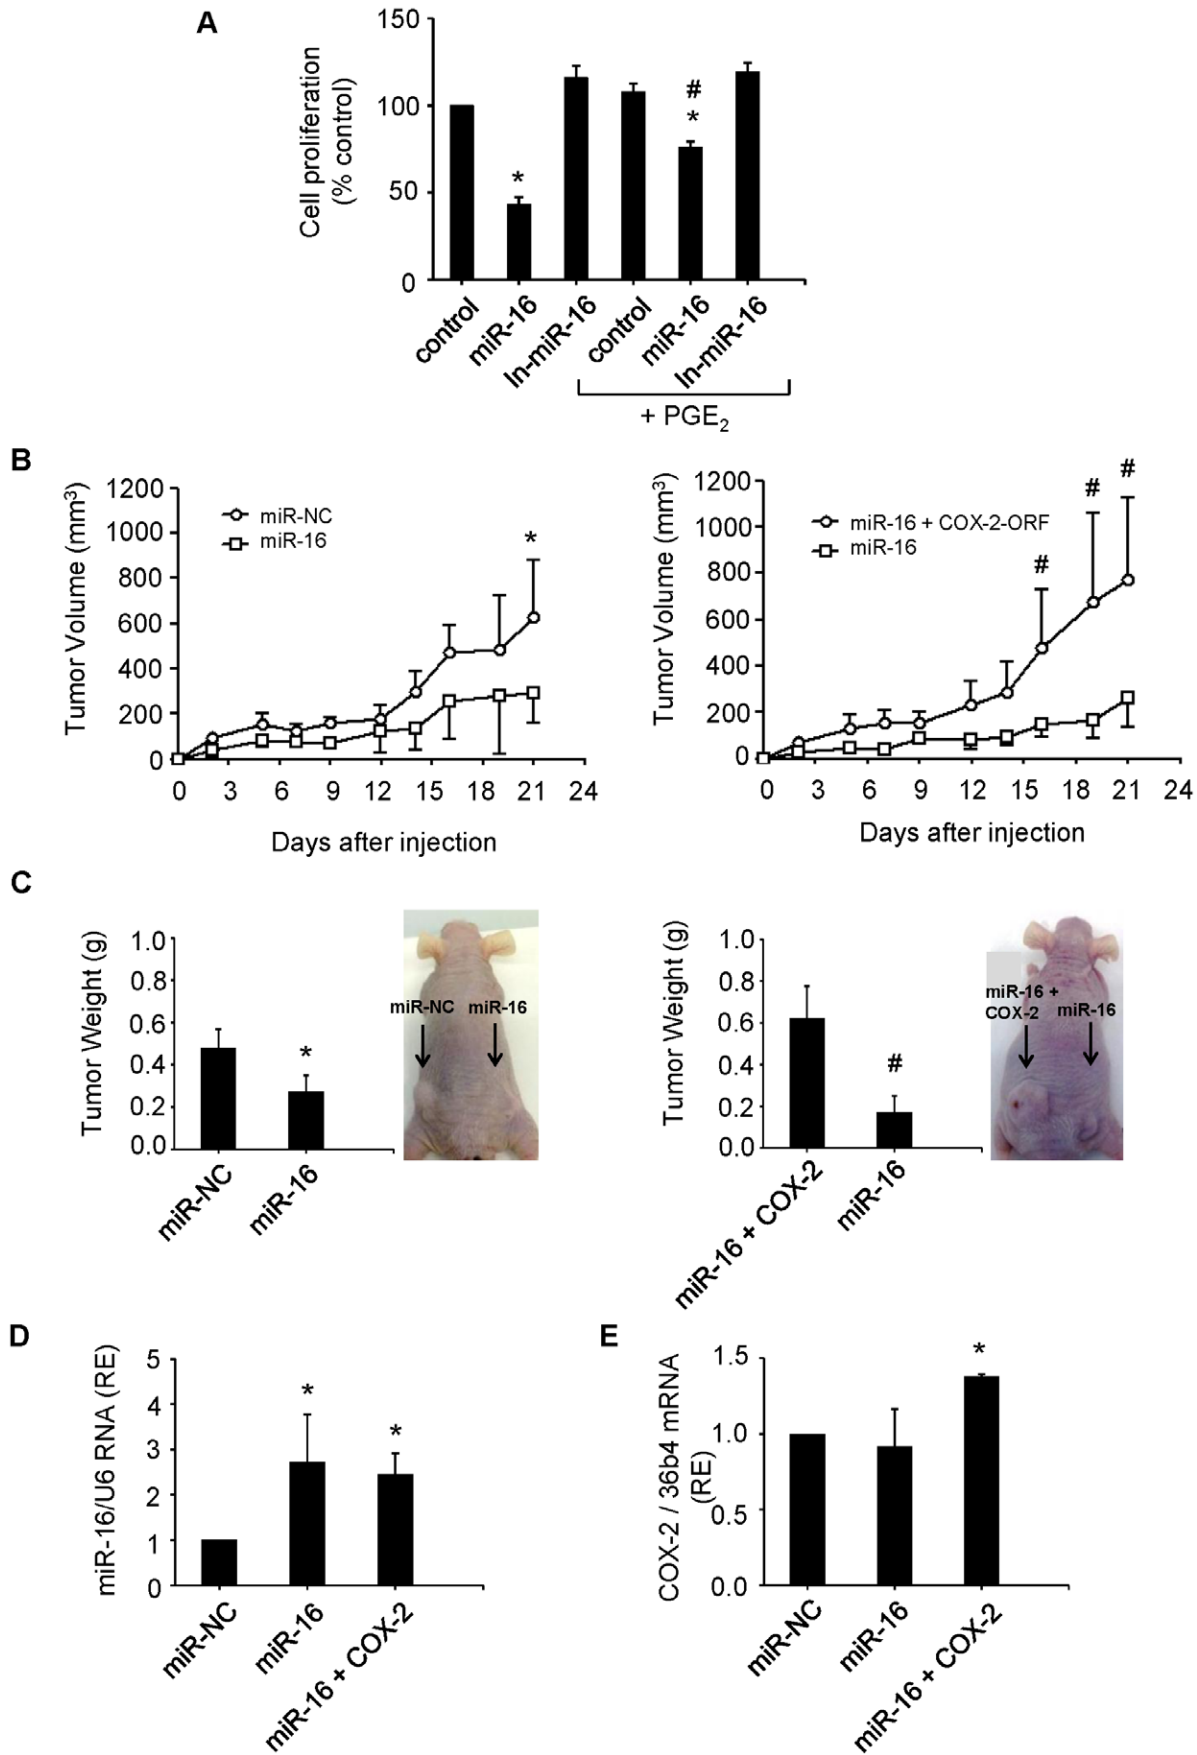 A
Cell proliferation
(% control)
150
100
50
0
*
#
*
control
miR-16
In-miR-16
control
miR-16
In-miR-16
+ PGE2
B
Tumor Volume (mm3)
1200
1000
800
600
400
200
0
miR-NC
miR-16
*
0 3 6 9 12 15 18 21 24
Days after injection
Tumor Volume (mm3)
1200
1000
800
600
400
200
0
miR-16 + COX-2-ORF
miR-16
# # #
0 3 6 9 12 15 18 21 24
Days after injection
C
Tumor Weight (g)
1.0
0.8
0.6
0.4
0.2
0.0
*
miR-NC
miR-16
miR-NC miR-16
Tumor Weight (g)
1.0
0.8
0.6
0.4
0.2
0.0
#
miR-16 + COX-2
miR-16
miR-16 +
COX-2 miR-16
D
miR-16/U6 RNA (RE)
5
4
3
2
1
0
*
*
miR-NC
miR-16
miR-16 + COX-2
E
COX-2 / 36b4 mRNA
(RE)
1.5
1.0
0.5
0.0
*
miR-NC
miR-16
miR-16 + COX-2